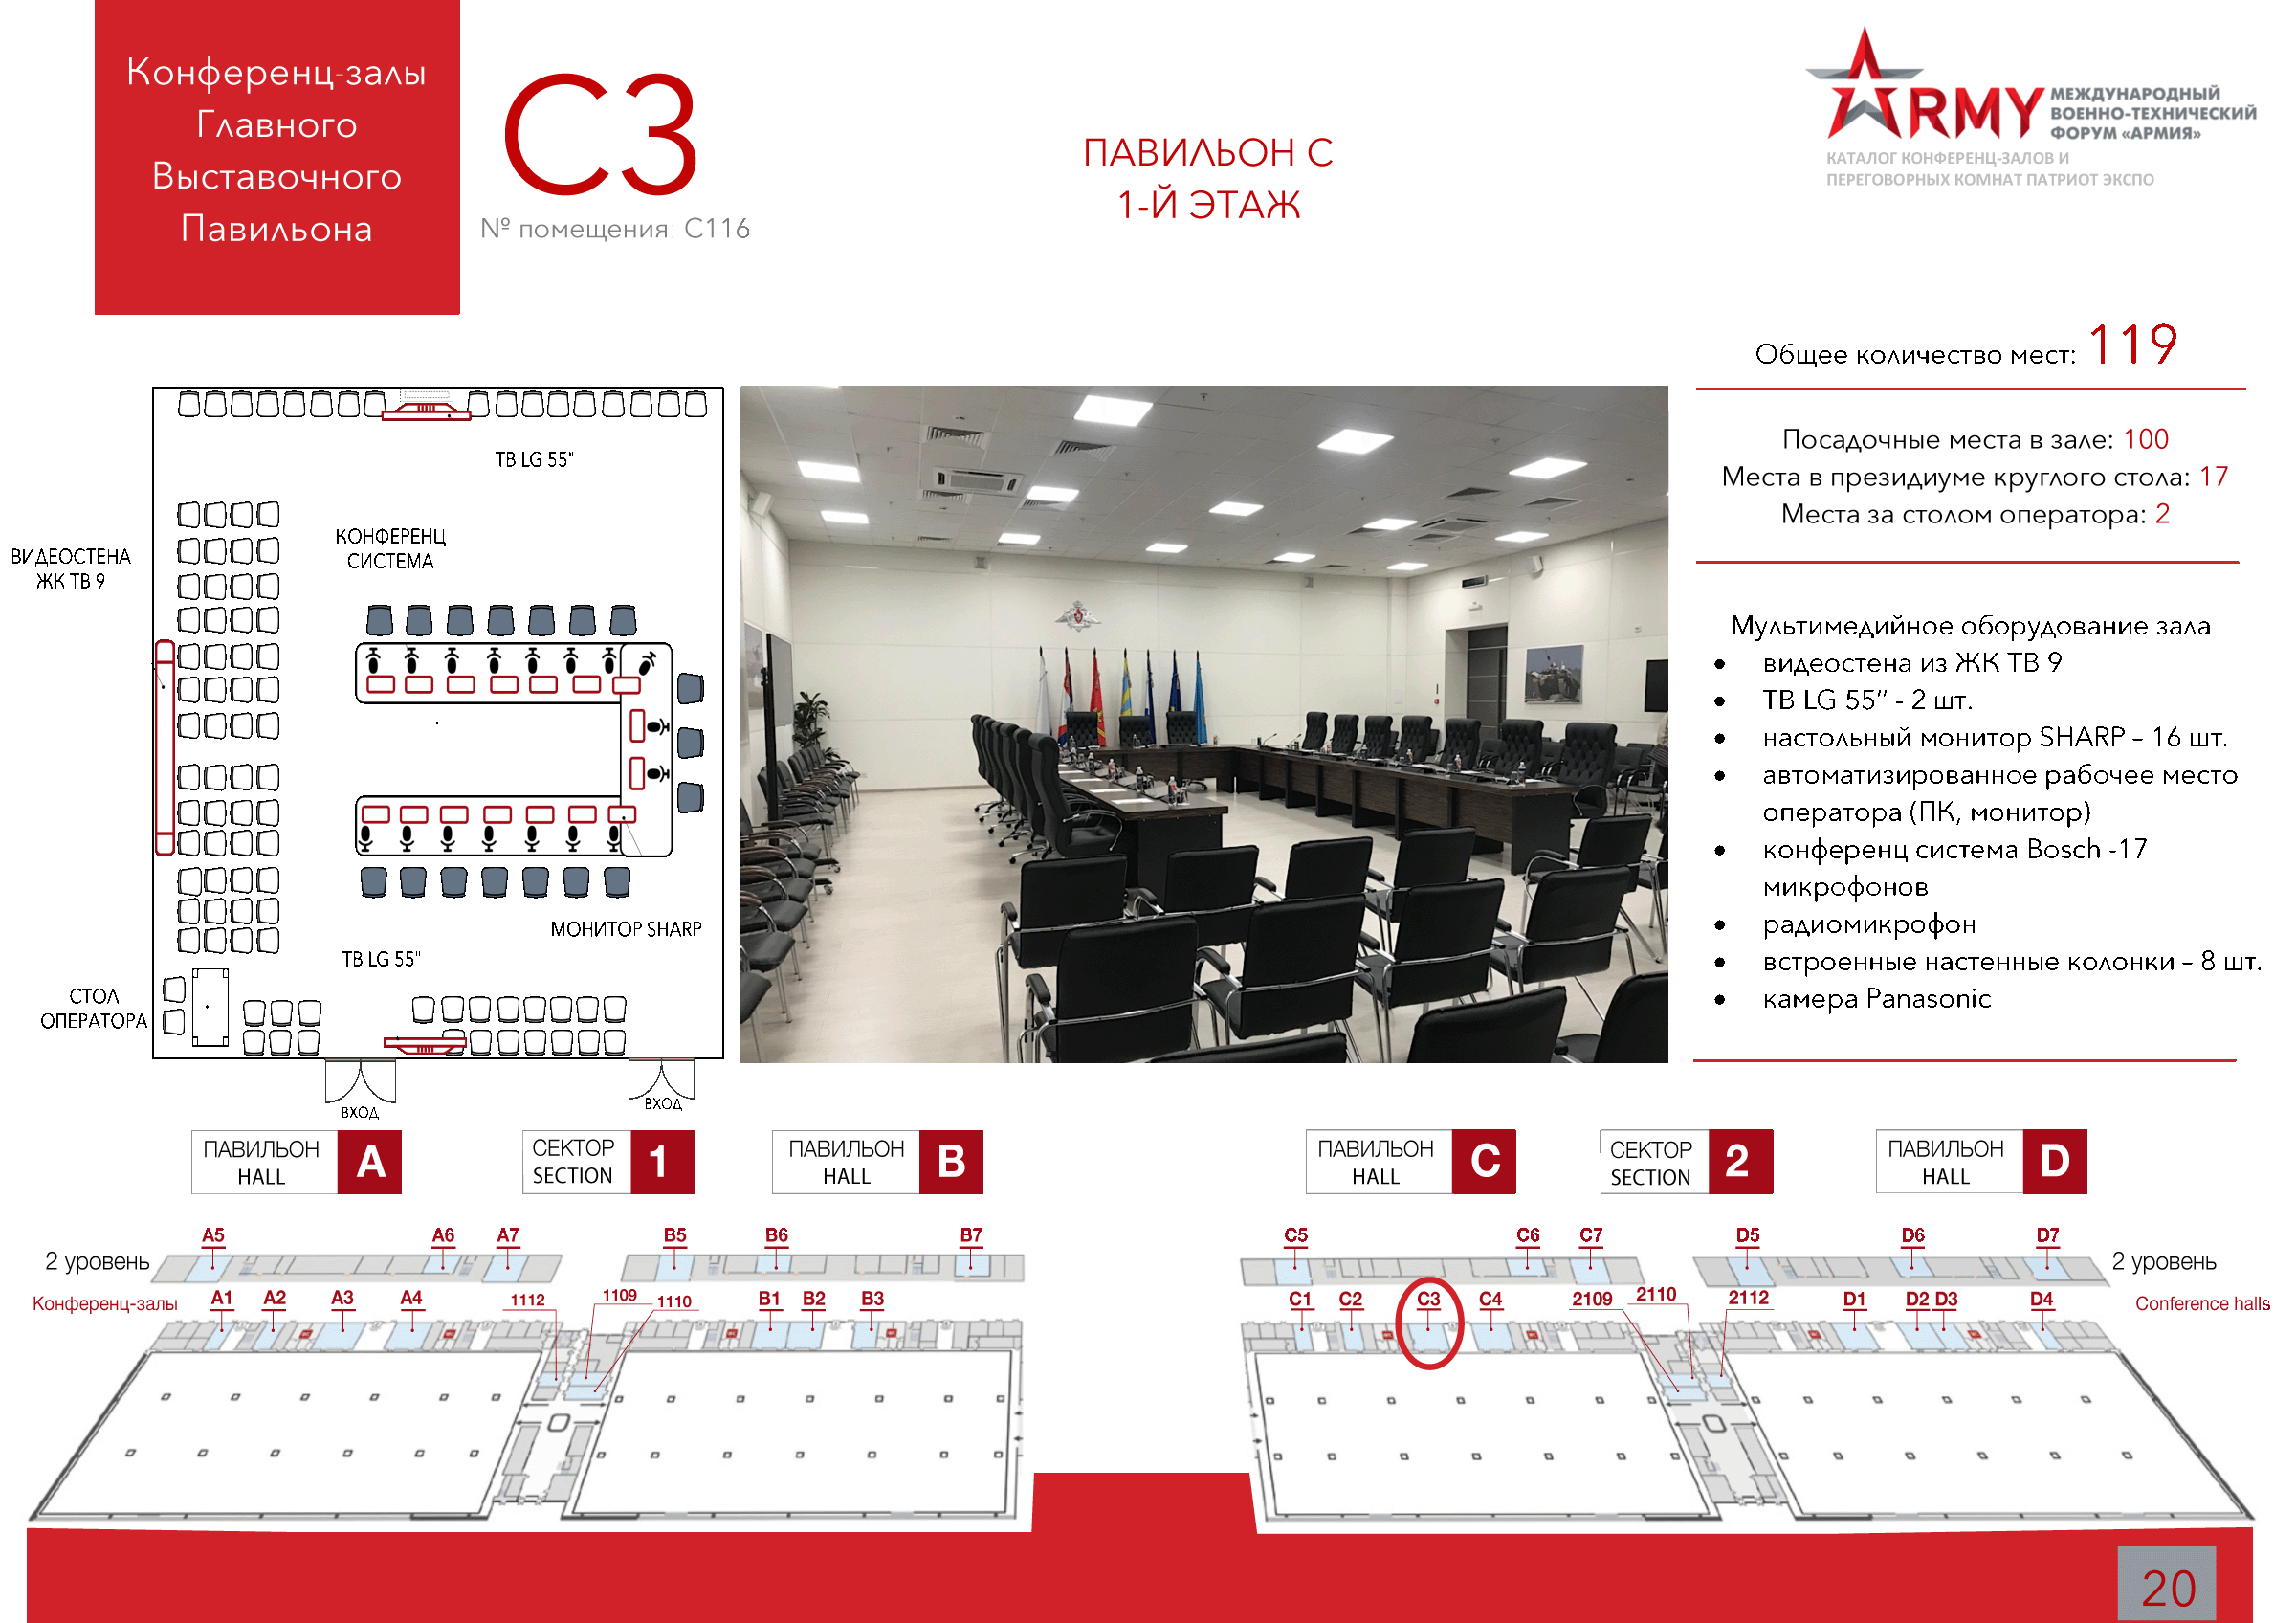 Конференц-залы
Главного
Выставочного
Павильона
С3
№ помещения: С116
ПАВИЛЬОН С
1-Й ЭТАЖ
ARMY
МЕЖДУНАРОДНЫЙ
ВОЕННО-ТЕХНИЧЕСКИЙ
ФОРУМ «АРМИЯ»
КАТАЛОГ КОНФЕРЕНЦ-ЗАЛОВ И
ПЕРЕГОВОРНЫХ КОМНАТ ПАТРИОТ ЭКСПО
Общее количество мест: 119
Посадочные места в зале: 100
Места в президиуме круглого стола: 17
Места за столом оператора: 2
Мультимедийное оборудование зала
• видеостена из ЖК ТВ 9
• ТВ LG 55” - 2 шт.
• настольный монитор SHARP – 16 шт.
• автоматизированное рабочее место
оператора (ПК, монитор)
• конференц система Bosch -17
микрофонов
• радиомикрофон
• встроенные настенные колонки – 8 шт.
• камера Panasonic
ТВ LG 55"
КОНФЕРЕНЦ
СИСТЕМА
ВИДЕОСТЕНА
ЖК ТВ 9
МОНИТОР SHARP
ТВ LG 55"
СТОЛ
ОПЕРАТОРА
ВХОД
ВХОД
ПАВИЛЬОН
HALL
A
СЕКТОР
SECTION
1
ПАВИЛЬОН
HALL
B
ПАВИЛЬОН
HALL
C
СЕКТОР
SECTION
2
ПАВИЛЬОН
HALL
D
A5 A6 A7 B5 B6 B7 C5 C6 C7 D5 D6 D7
2 уровень
2 уровень
Конференц-залы
A1 A2 A3 A4 1112 1109 1110 B1 B2 B3 C1 C2 C3 C4 2109 2110 2112 D1 D2 D3 D4
Conference halls
20